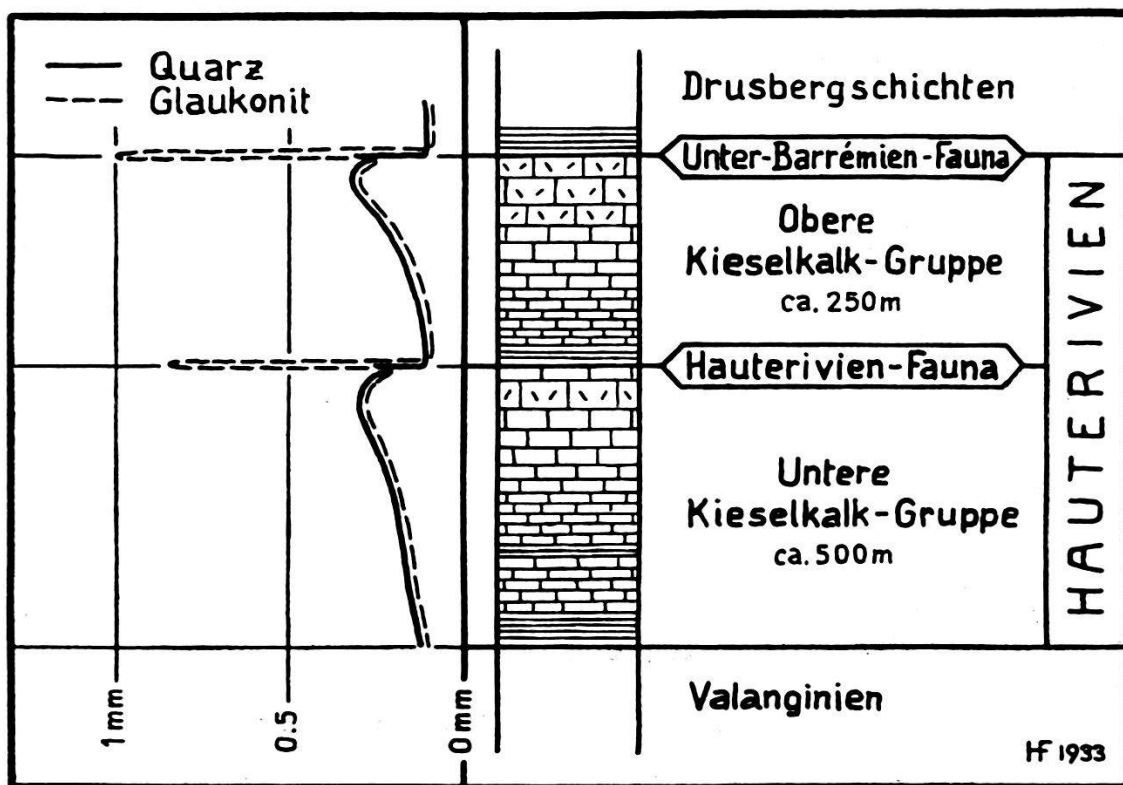 Quarz
Glaukonit
Drusbergschichten
Unter-Barrémien-Fauna
Obere
Kieselkalk-Gruppe
ca. 250m
Hauterivien-Fauna
Untere
Kieselkalk-Gruppe
ca. 500m
HAUTERIVIEN
1mm
0.5
0mm
Valanginien
HF 1933